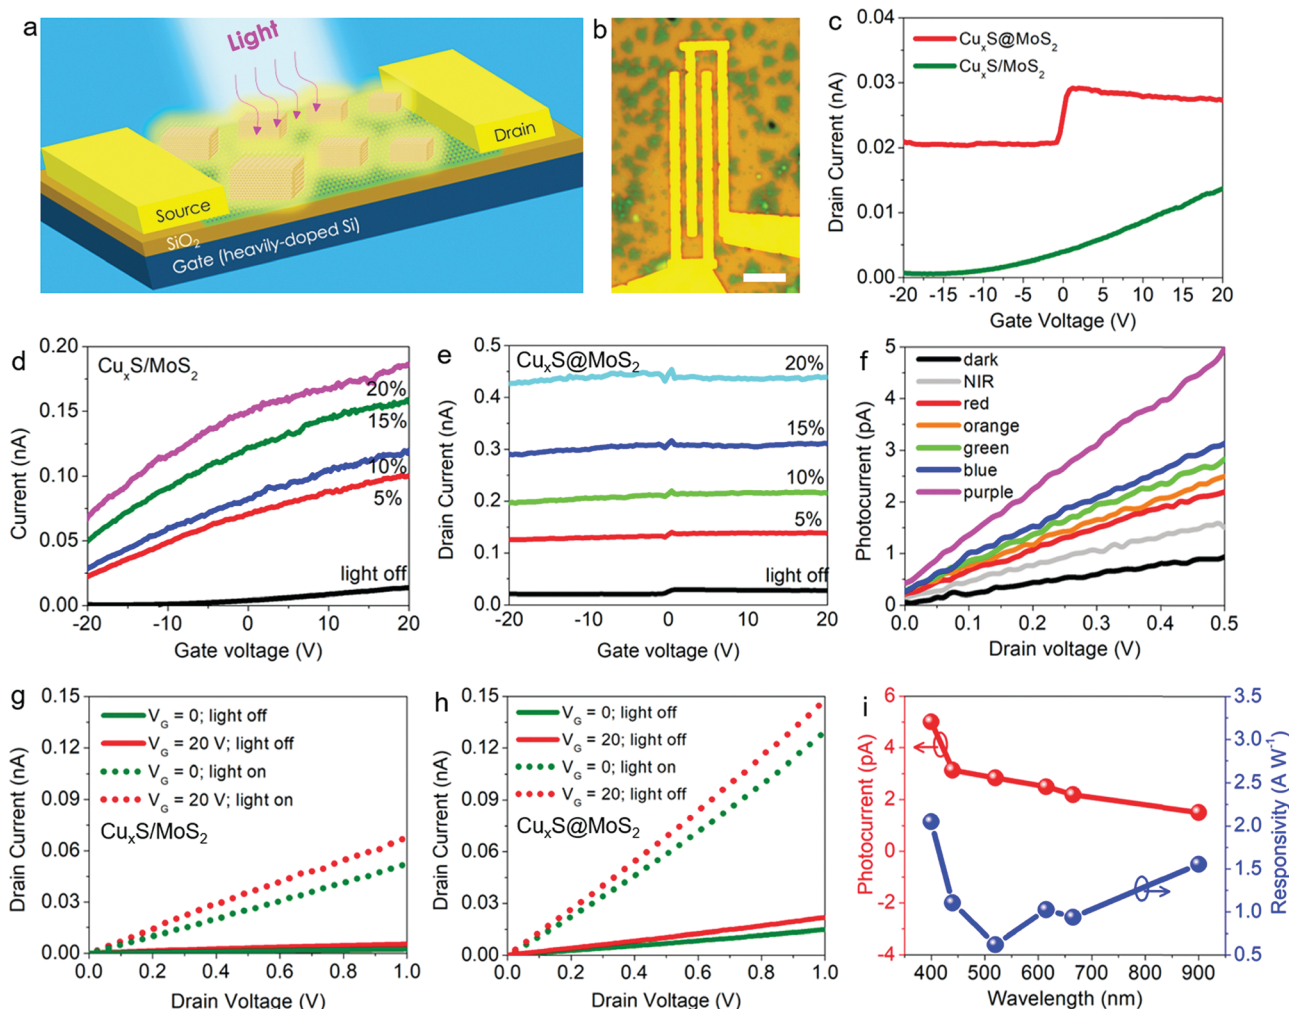 a
Light
Source
Drain
SiO2
Gate (heavily-doped Si)
b
c
CuxS@MoS2
CuxS/MoS2
Drain Current (nA)
0.04
0.03
0.02
0.01
0.00
-20 -15 -10 -5 0 5 10 15 20
Gate Voltage (V)
d
CuxS/MoS2
Current (nA)
0.20
0.15
0.10
0.05
0.00
20%
15%
10%
5%
light off
-20 -10 0 10 20
Gate voltage (V)
e
CuxS@MoS2
Drain Current (nA)
0.5
0.4
0.3
0.2
0.1
0.0
20%
15%
10%
5%
light off
-20 -10 0 10 20
Gate voltage (V)
f
Photocurrent (pA)
5
4
3
2
1
0
dark
NIR
red
orange
green
blue
purple
0.0 0.1 0.2 0.3 0.4 0.5
Drain voltage (V)
g
Drain Current (nA)
0.15
0.12
0.09
0.06
0.03
0.00
VG = 0; light off
VG = 20 V; light off
VG = 0; light on
VG = 20 V; light on
CuxS/MoS2
0.0 0.2 0.4 0.6 0.8 1.0
Drain Voltage (V)
h
Drain Current (nA)
0.15
0.12
0.09
0.06
0.03
0.00
VG = 0; light off
VG = 20; light off
VG = 0; light on
VG = 20; light off
CuxS@MoS2
0.0 0.2 0.4 0.6 0.8 1.0
Drain Voltage (V)
i
Photocurrent (pA)
6
4
2
0
-2
-4
3.5
3.0
2.5
2.0
1.5
1.0
0.5
Responsivity (A W-1)
400 500 600 700 800 900
Wavelength (nm)